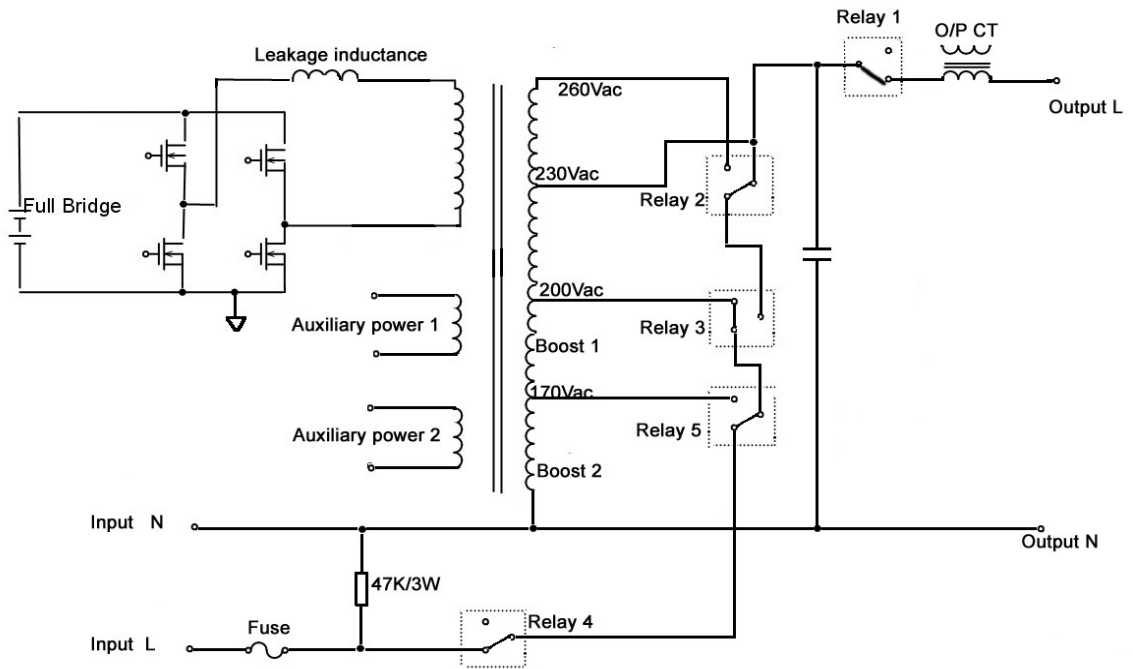 Relay 1
O/P CT
Leakage inductance
260Vac
Output L
230Vac
Full Bridge
Relay 2
200Vac
Auxiliary power 1
Relay 3
Boost 1
170Vac
Auxiliary power 2
Relay 5
Boost 2
Input N
Output N
47K/3W
Relay 4
Fuse
Input L